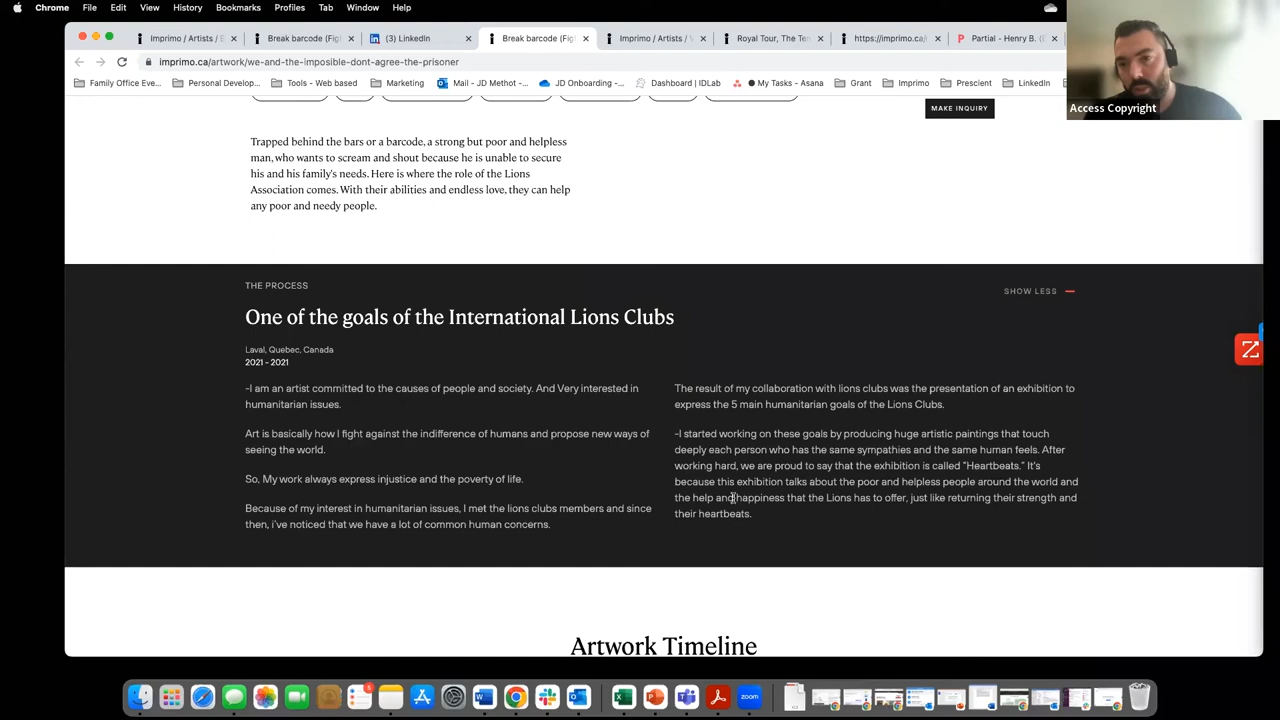 Chrome File Edit View History Bookmarks Profiles Tab Window Help
Imprimo / Artists /
Break barcode (Fig
(3) LinkedIn
Break barcode (Fig
Imprimo / Artists /
Royal Tour, The Te
https://imprimo.ca/
Partial - Henry B. (
imprimo.ca/artwork/we-and-the-imposible-dont-agree-the-prisoner
Family Office Eve...
Personal Develop...
Tools - Web based
Marketing
Mail - JD Methot -...
JD Onboarding -...
Dashboard | IDLab
My Tasks - Asana
Grant
Imprimo
Prescient
LinkedIn
Access Copyright
MAKE INQUIRY
Trapped behind the bars or a barcode, a strong but poor and helpless
man, who wants to scream and shout because he is unable to secure
his and his family's needs. Here is where the role of the Lions
Association comes. With their abilities and endless love, they can help
any poor and needy people.
THE PROCESS
SHOW LESS
One of the goals of the International Lions Clubs
Laval, Quebec, Canada
2021 - 2021
-I am an artist committed to the causes of people and society. And Very interested in
humanitarian issues.
Art is basically how I fight against the indifference of humans and propose new ways of
seeing the world.
So, My work always express injustice and the poverty of life.
Because of my interest in humanitarian issues, I met the lions clubs members and since
then, i've noticed that we have a lot of common human concerns.
The result of my collaboration with lions clubs was the presentation of an exhibition to
express the 5 main humanitarian goals of the Lions Clubs.
-I started working on these goals by producing huge artistic paintings that touch
deeply each person who has the same sympathies and the same human feels. After
working hard, we are proud to say that the exhibition is called "Heartbeats." It's
because this exhibition talks about the poor and helpless people around the world and
the help and happiness that the Lions has to offer, just like returning their strength and
their heartbeats.
Artwork Timeline
zoom